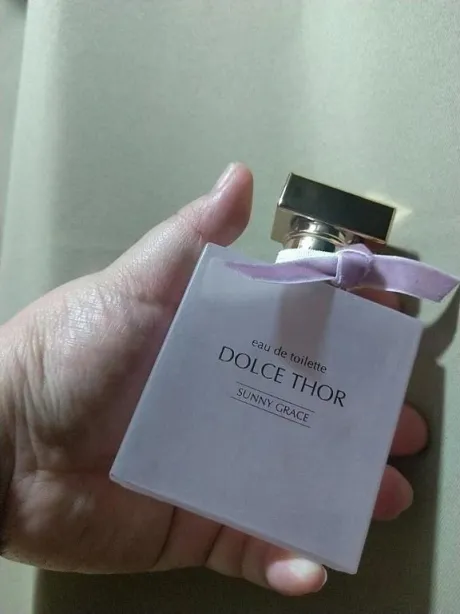 eau de toilette
DOLCE THOR
SUNNY GRACE